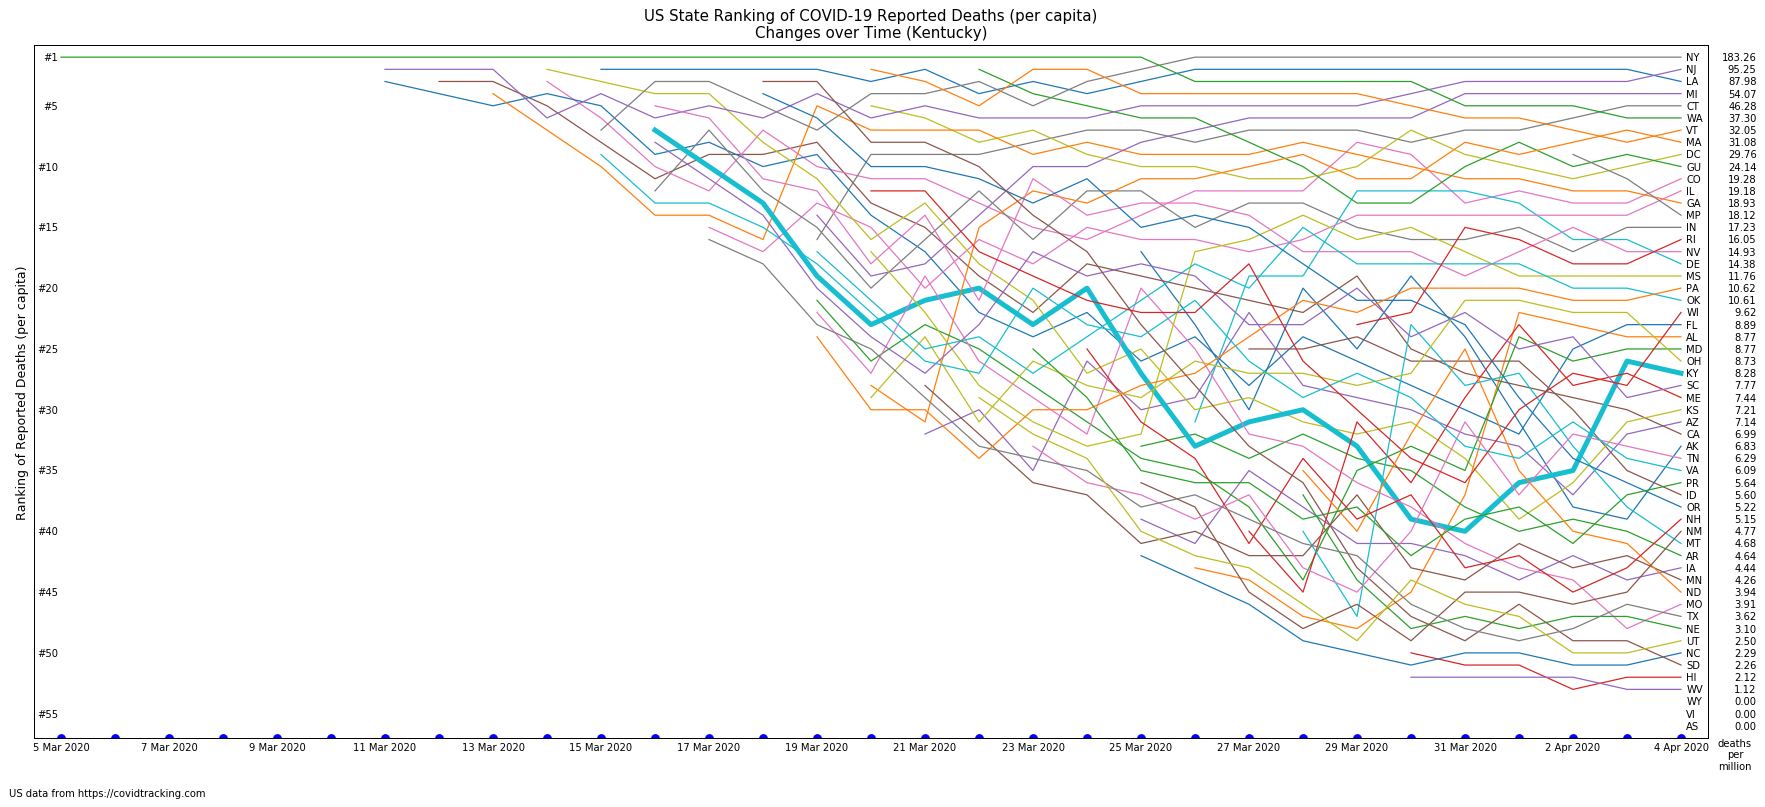 US State Ranking of COVID-19 Reported Deaths (per capita)
Changes over Time (Kentucky)
Ranking of Reported Deaths (per capita)
#1
#5
#10
#15
#20
#25
#30
#35
#40
#45
#50
#55
NY 183.26
NJ 95.25
LA 87.98
MI 54.07
CT 46.28
WA 37.30
VT 32.05
MA 31.08
DC 29.76
GU 24.14
CO 19.28
IL 19.18
GA 18.93
MP 18.12
IN 17.23
RI 16.05
NV 14.93
DE 14.38
MS 11.76
PA 10.62
OK 10.61
WI 9.62
FL 8.89
AL 8.77
MD 8.77
OH 8.73
KY 8.28
SC 7.77
ME 7.44
KS 7.21
AZ 7.14
CA 6.99
AK 6.83
TN 6.29
VA 6.09
PR 5.64
ID 5.60
OR 5.22
NH 5.15
NM 4.77
MT 4.68
AR 4.64
IA 4.44
MN 4.26
ND 3.94
MO 3.91
TX 3.62
NE 3.10
UT 2.50
NC 2.29
SD 2.26
HI 2.12
WV 1.12
WY 0.00
VI 0.00
AS 0.00
5 Mar 2020 7 Mar 2020 9 Mar 2020 11 Mar 2020 13 Mar 2020 15 Mar 2020 17 Mar 2020 19 Mar 2020 21 Mar 2020 23 Mar 2020 25 Mar 2020 27 Mar 2020 29 Mar 2020 31 Mar 2020 2 Apr 2020 4 Apr 2020
deaths
per
million
US data from https://covidtracking.com